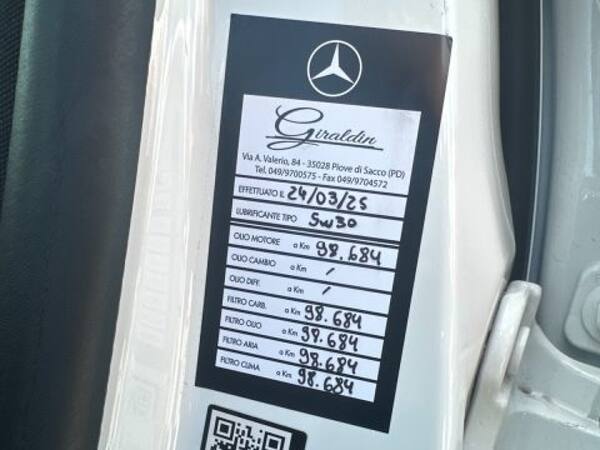 Giraldin
Via A. Valerio, 84 - 35028 Piove di Sacco (PD)
Tel. 049/9700575 - Fax 049/9704572
EFFETTUATO IL 24/03/25
LUBRIFICANTE TIPO 5w30
OLIO MOTORE a Km 98.684
OLIO CAMBIO a Km /
OLIO DIFF. a Km /
FILTRO CARB. a Km 98.684
FILTRO OLIO a Km 98.684
FILTRO ARIA a Km 98.684
FILTRO CLIMA a Km 98.684